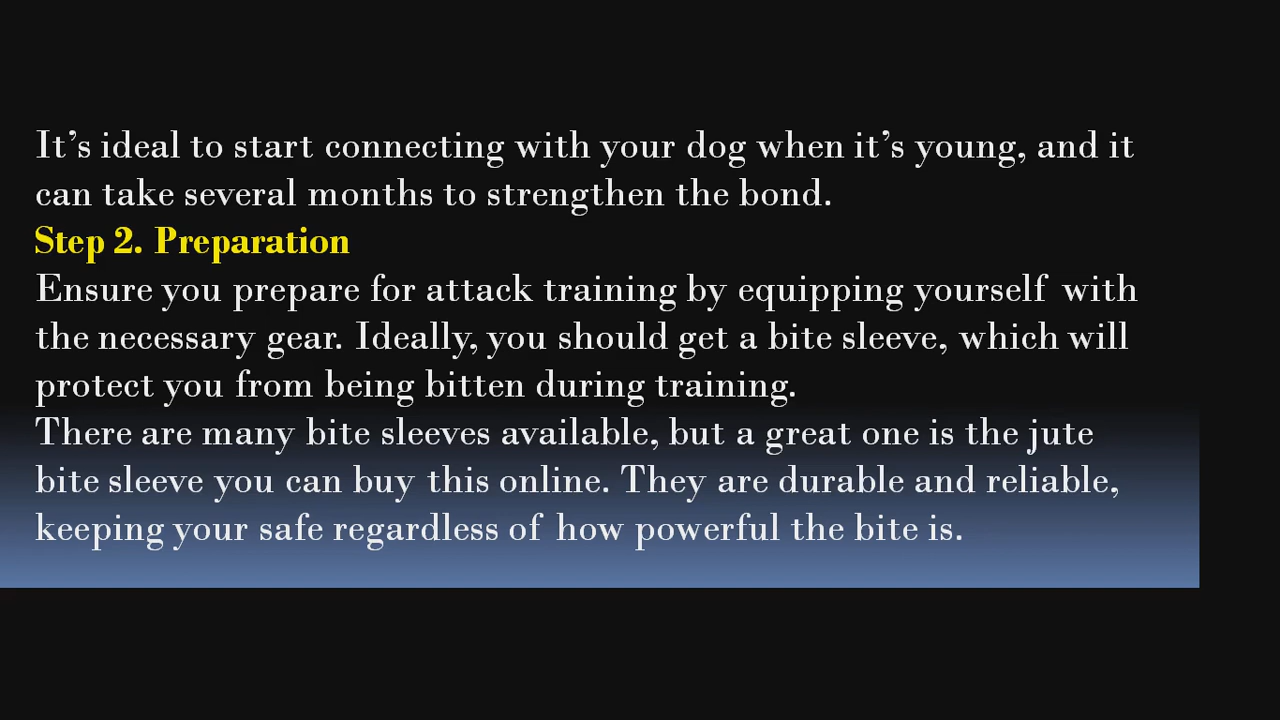 It’s ideal to start connecting with your dog when it’s young, and it
can take several months to strengthen the bond.
Step 2. Preparation
Ensure you prepare for attack training by equipping yourself with
the necessary gear. Ideally, you should get a bite sleeve, which will
protect you from being bitten during training.
There are many bite sleeves available, but a great one is the jute
bite sleeve you can buy this online. They are durable and reliable,
keeping your safe regardless of how powerful the bite is.